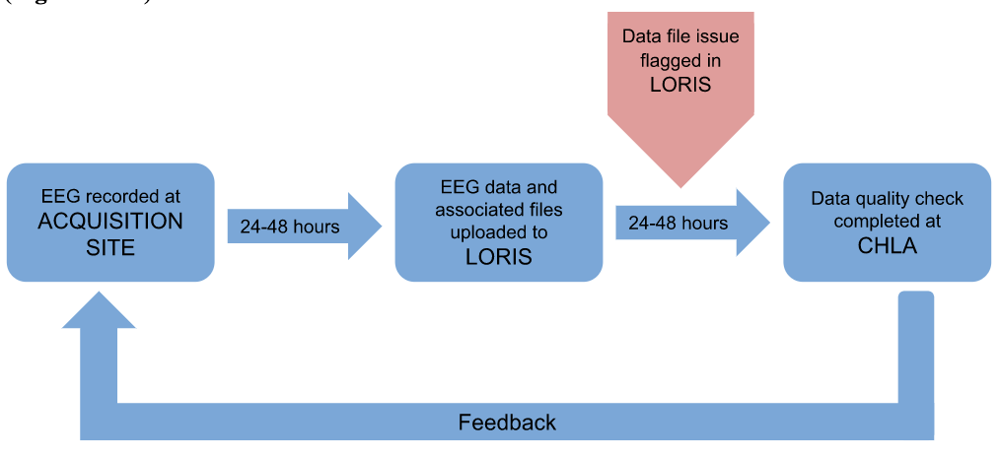 Data file issue
flagged in
LORIS
EEG recorded at
ACQUISITION
SITE
24-48 hours
EEG data and
associated files
uploaded to
LORIS
24-48 hours
Data quality check
completed at
CHLA
Feedback